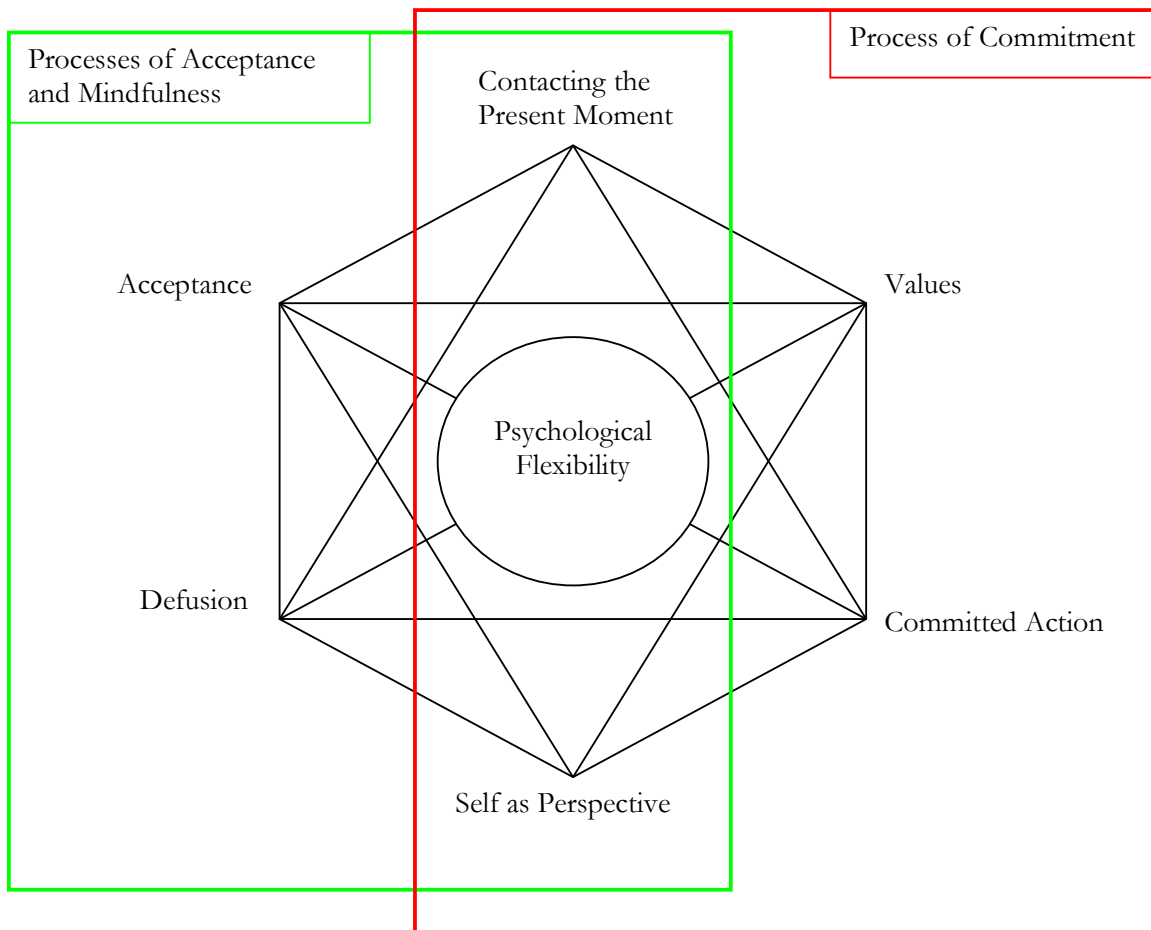 Process of Commitment
Processes of Acceptance
and Mindfulness
Contacting the
Present Moment
Acceptance
Values
Psychological
Flexibility
Defusion
Committed Action
Self as Perspective